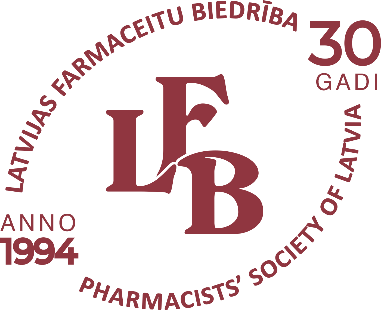 LATVIJAS FARMACEITU BIEDRĪBA
30
GADI
LFB
ANNO
1994
PHARMACISTS' SOCIETY OF LATVIA